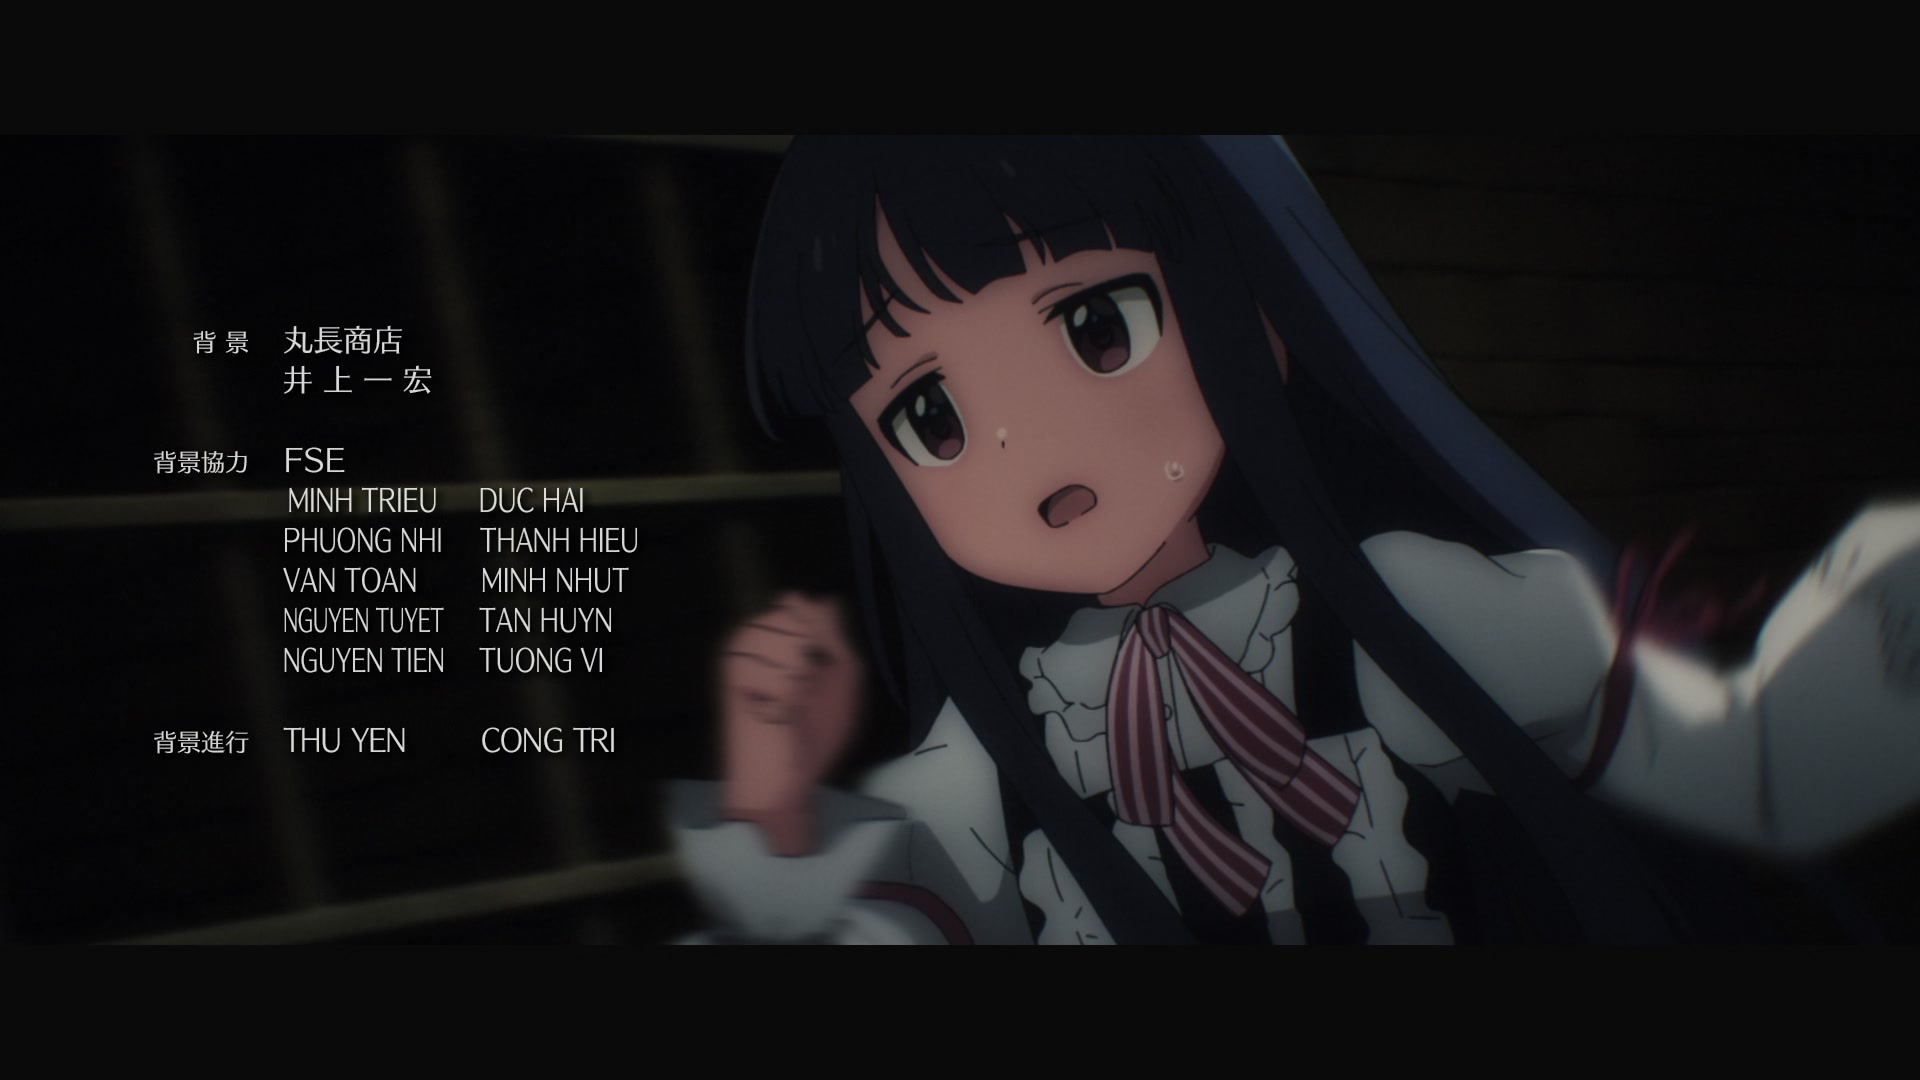 背景 丸長商店
井上一宏
背景協力 FSE
MINH TRIEU DUC HAI
PHUONG NHI THANH HIEU
VAN TOAN MINH NHUT
NGUYEN TUYET TAN HUYN
NGUYEN TIEN TUONG VI
背景進行 THU YEN CONG TRI